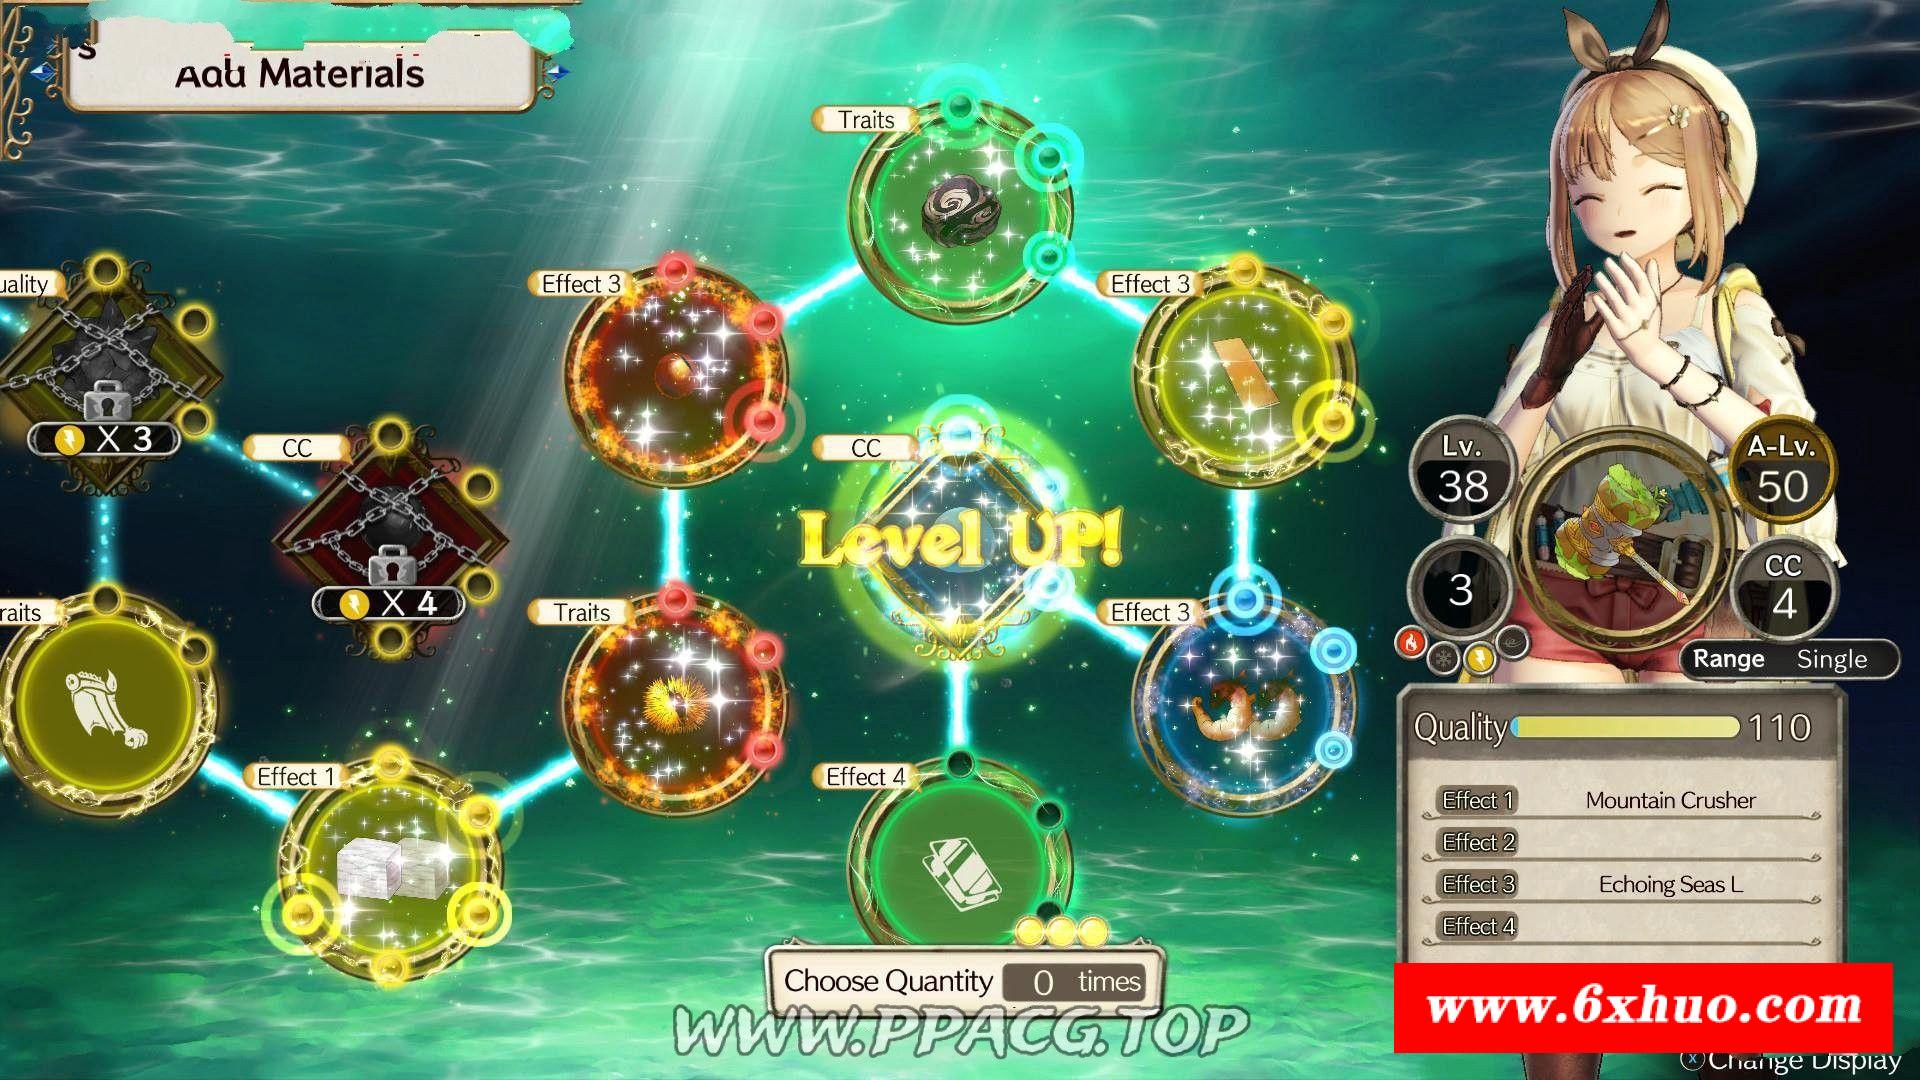 Add Materials
Traits
Effect 3
Effect 3
uality
X 3
CC
X 4
CC
Level UP!
raits
Traits
Effect 3
Effect 1
Effect 4
Choose Quantity 0 times
Lv.
38
A-Lv.
50
3
CC
4
Range Single
Quality 110
Effect 1 Mountain Crusher
Effect 2
Effect 3 Echoing Seas L
Effect 4
www.6xhuo.com
WWW.PPACG.TOP
X Change Display